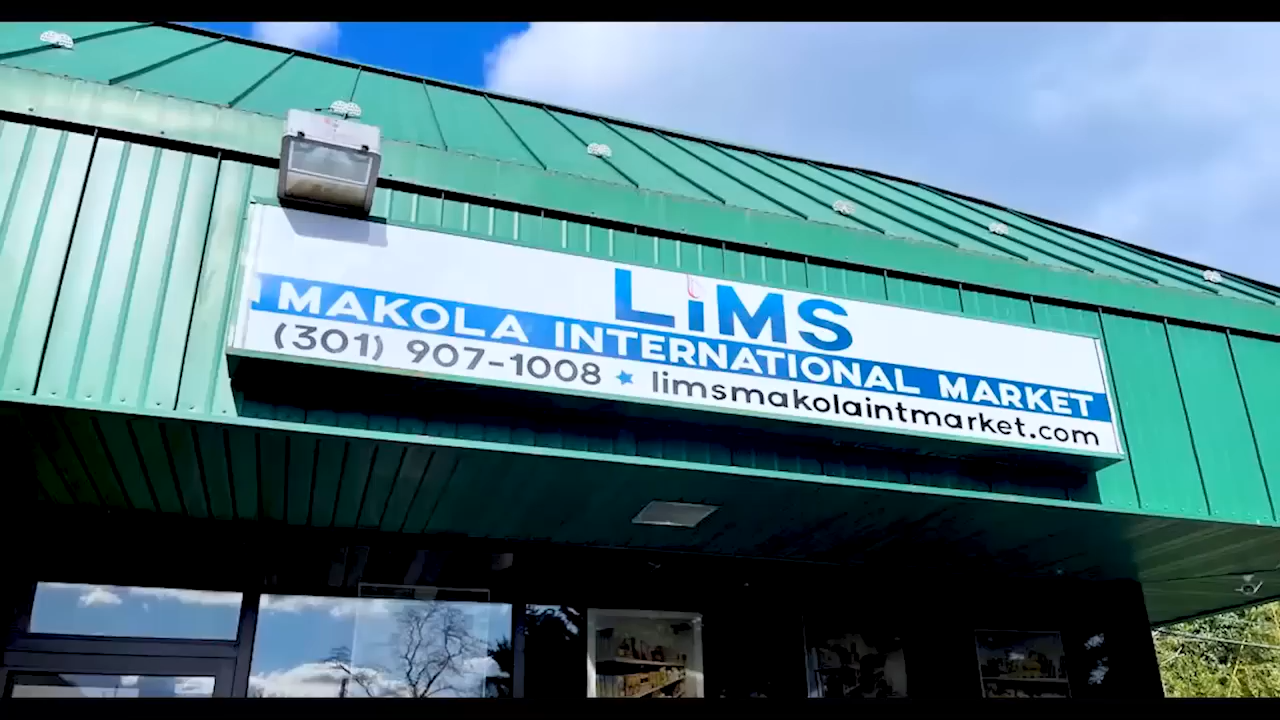 LiMS
MAKOLA INTERNATIONAL MARKET
(301) 907-1008 ★ limsmakolaintmarket.com